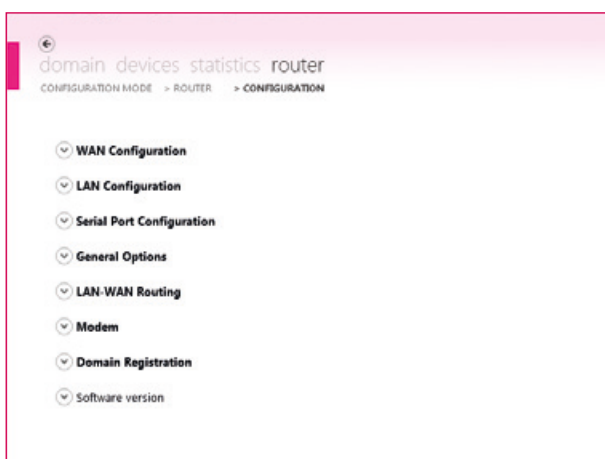 domain devices statistics router
CONFIGURATION MODE > ROUTER > CONFIGURATION
WAN Configuration
LAN Configuration
Serial Port Configuration
General Options
LAN-WAN Routing
Modem
Domain Registration
Software version